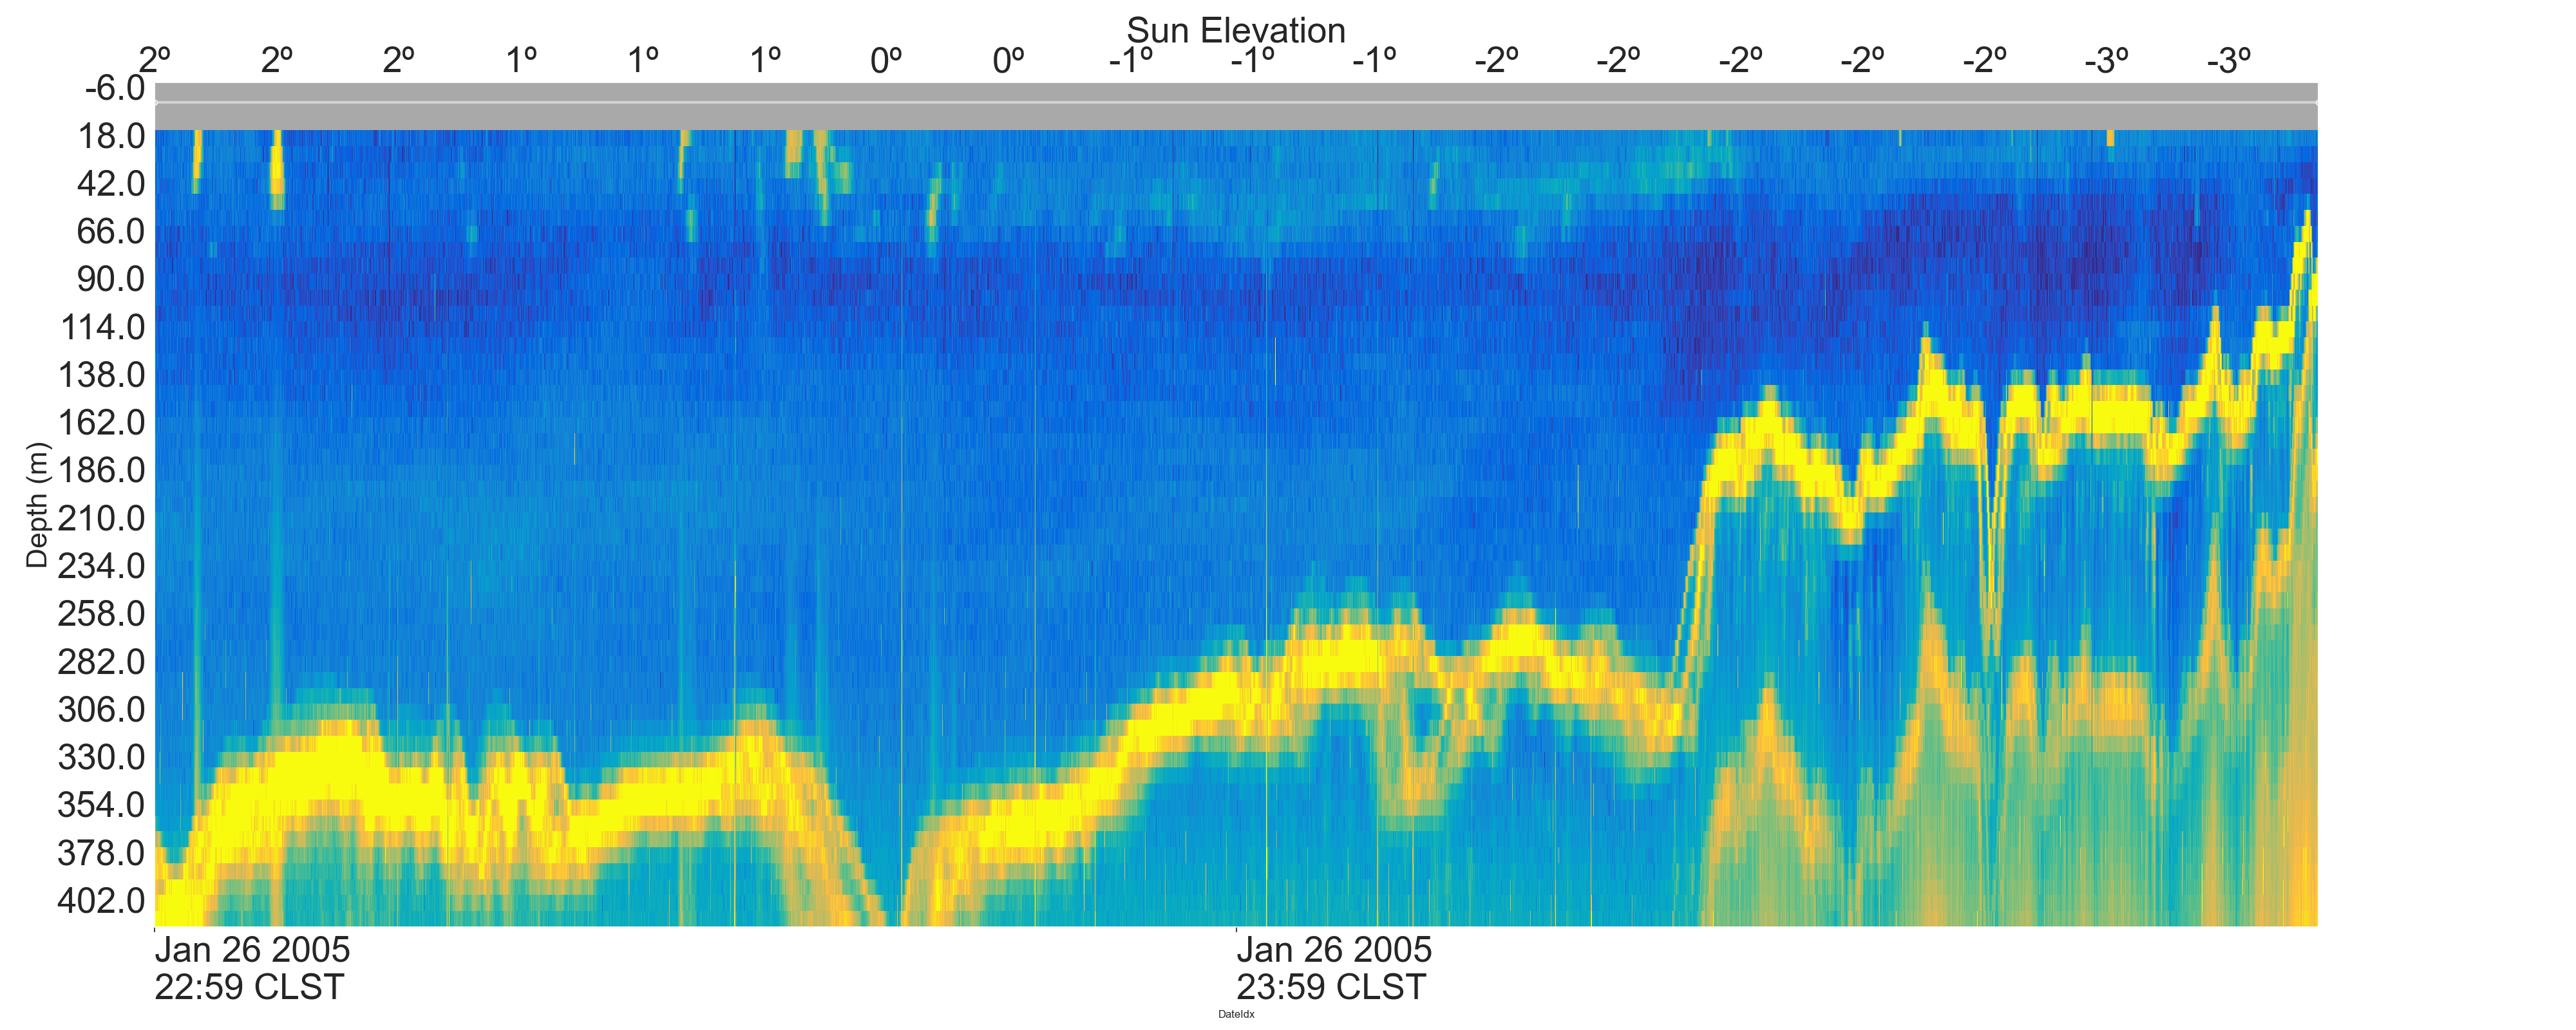 Sun Elevation
2º 2º 2º 1º 1º 1º 0º 0º -1º -1º -1º -2º -2º -2º -2º -2º -3º -3º
-6.0
18.0
42.0
66.0
90.0
114.0
138.0
162.0
186.0
210.0
234.0
258.0
282.0
306.0
330.0
354.0
378.0
402.0
Depth (m)
Jan 26 2005
22:59 CLST
Jan 26 2005
23:59 CLST
DateIdx